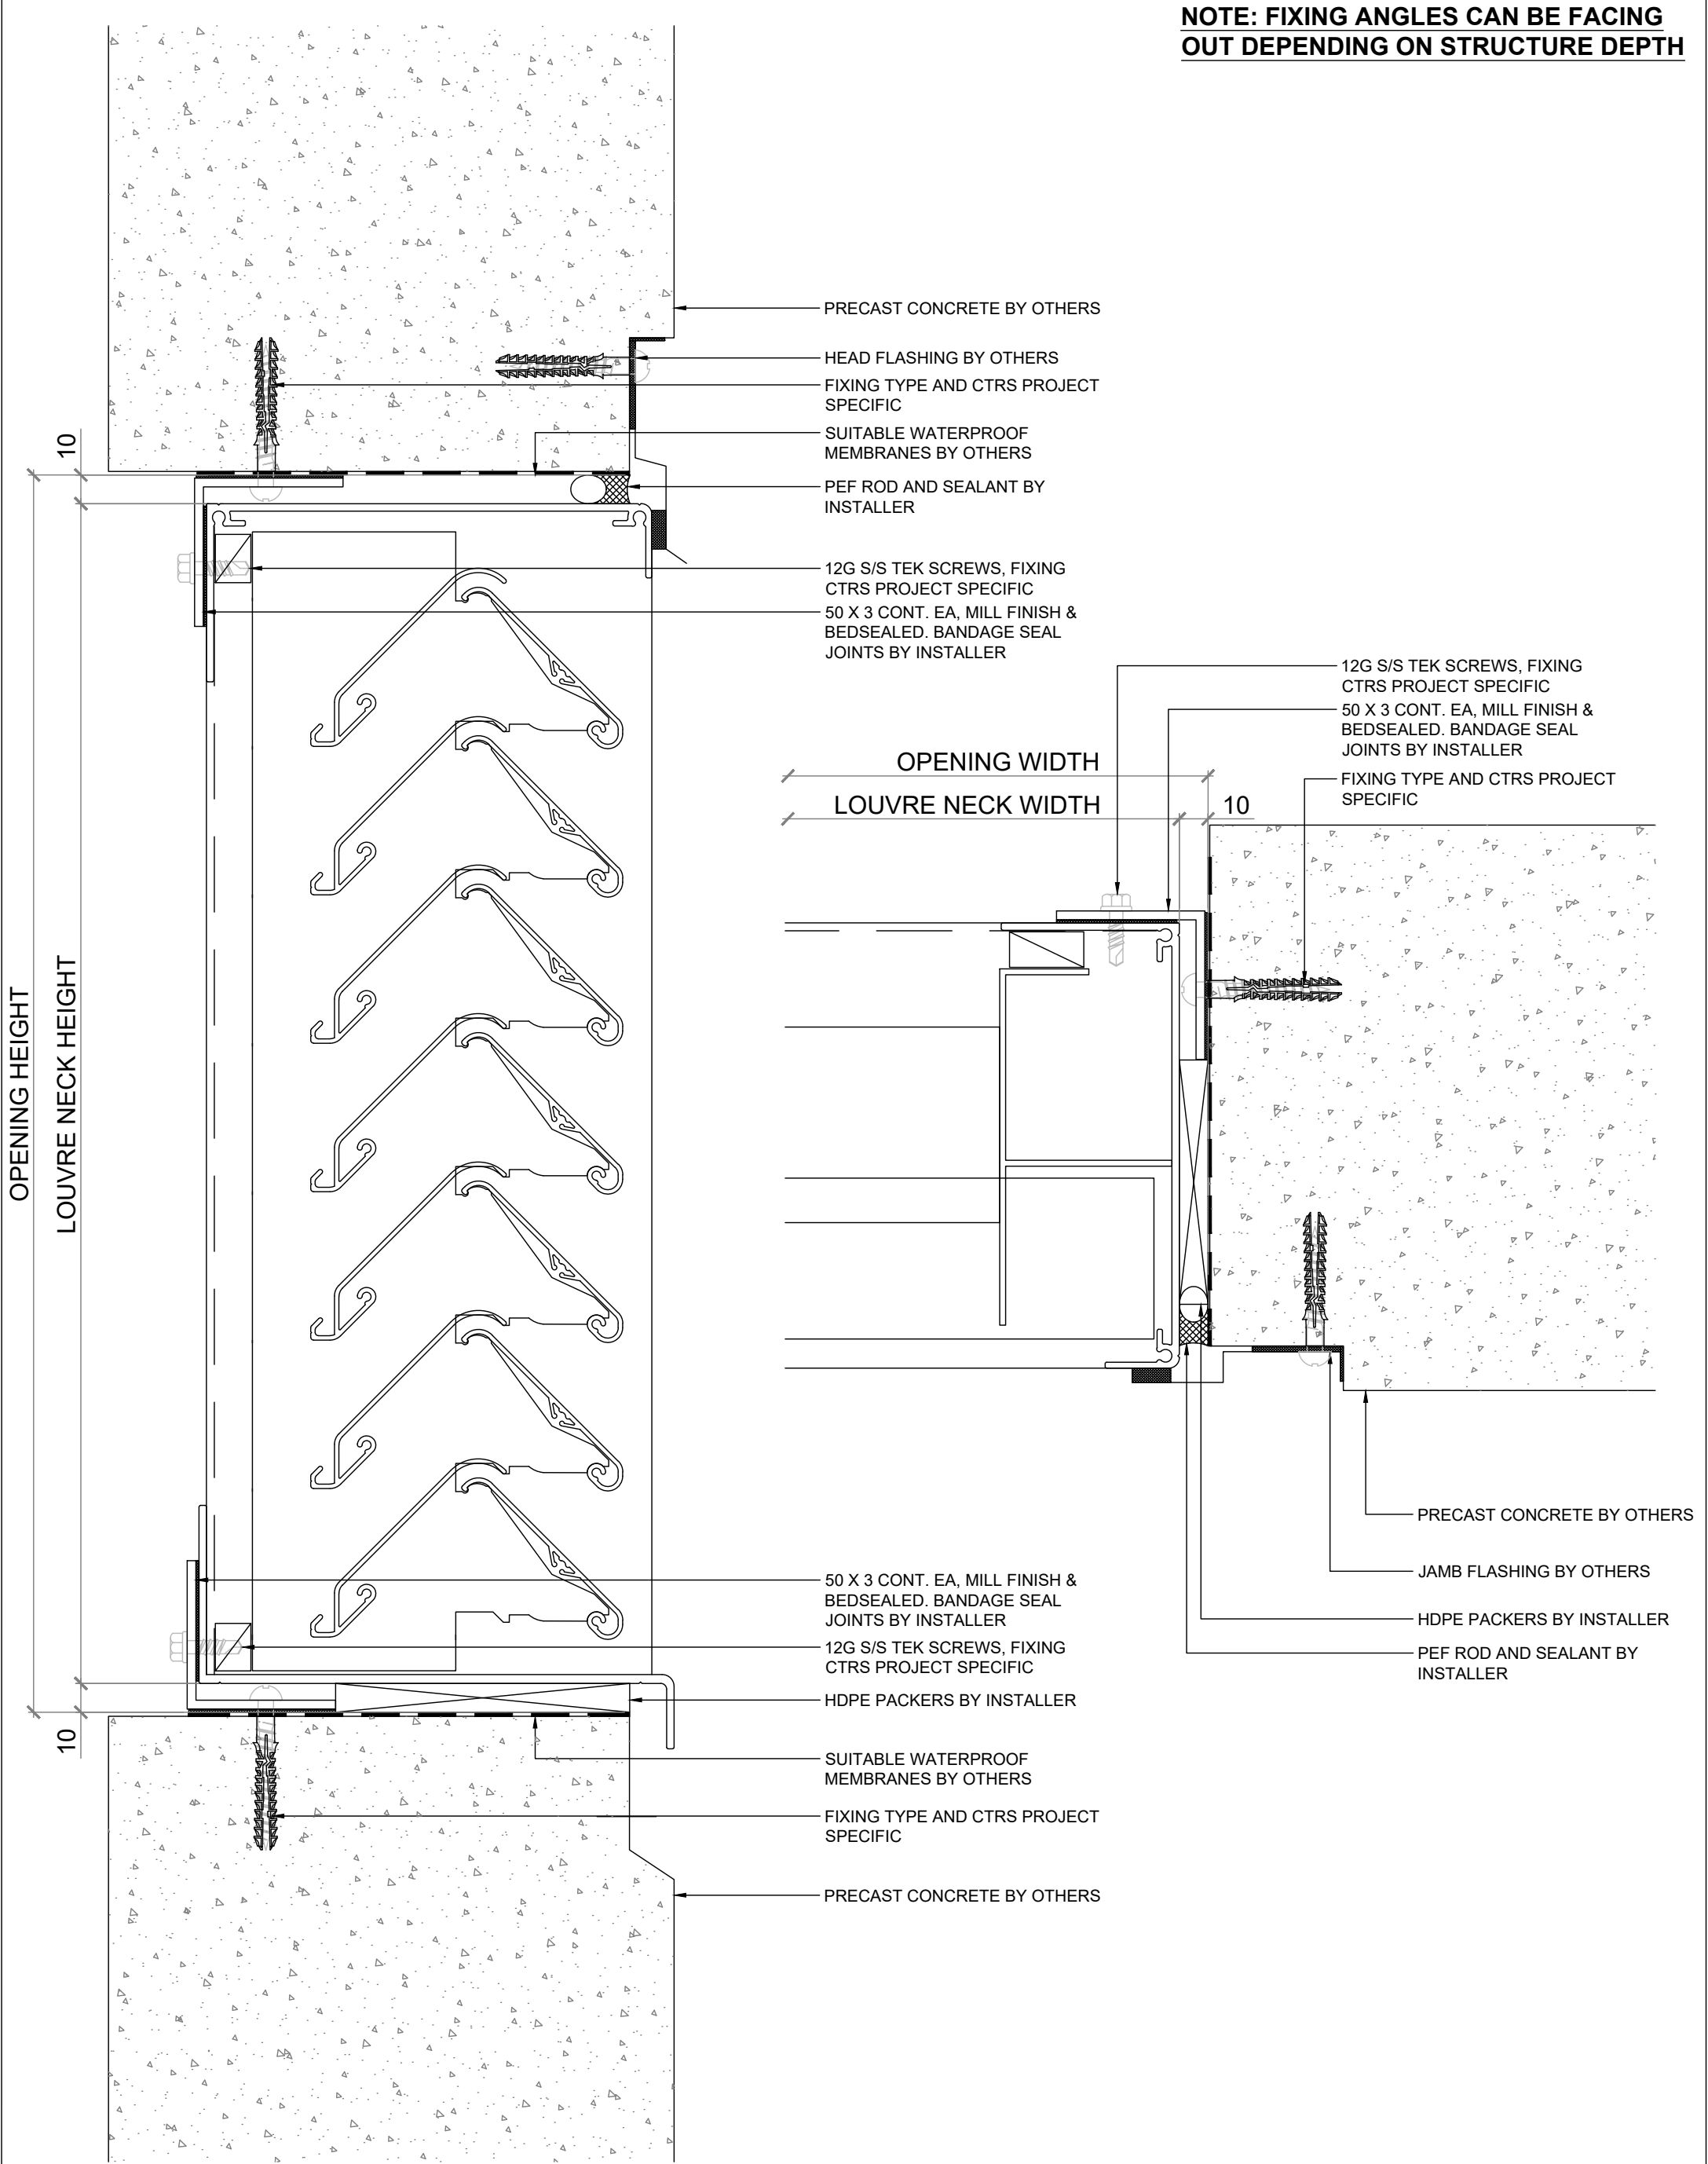 NOTE: FIXING ANGLES CAN BE FACING
OUT DEPENDING ON STRUCTURE DEPTH
PRECAST CONCRETE BY OTHERS
HEAD FLASHING BY OTHERS
FIXING TYPE AND CTRS PROJECT
SPECIFIC
SUITABLE WATERPROOF
MEMBRANES BY OTHERS
PEF ROD AND SEALANT BY
INSTALLER
12G S/S TEK SCREWS, FIXING
CTRS PROJECT SPECIFIC
50 X 3 CONT. EA, MILL FINISH &
BEDSEALED. BANDAGE SEAL
JOINTS BY INSTALLER
10
OPENING HEIGHT
LOUVRE NECK HEIGHT
10
50 X 3 CONT. EA, MILL FINISH &
BEDSEALED. BANDAGE SEAL
JOINTS BY INSTALLER
12G S/S TEK SCREWS, FIXING
CTRS PROJECT SPECIFIC
HDPE PACKERS BY INSTALLER
SUITABLE WATERPROOF
MEMBRANES BY OTHERS
FIXING TYPE AND CTRS PROJECT
SPECIFIC
PRECAST CONCRETE BY OTHERS
12G S/S TEK SCREWS, FIXING
CTRS PROJECT SPECIFIC
50 X 3 CONT. EA, MILL FINISH &
BEDSEALED. BANDAGE SEAL
JOINTS BY INSTALLER
FIXING TYPE AND CTRS PROJECT
SPECIFIC
OPENING WIDTH
LOUVRE NECK WIDTH
10
PRECAST CONCRETE BY OTHERS
JAMB FLASHING BY OTHERS
HDPE PACKERS BY INSTALLER
PEF ROD AND SEALANT BY
INSTALLER